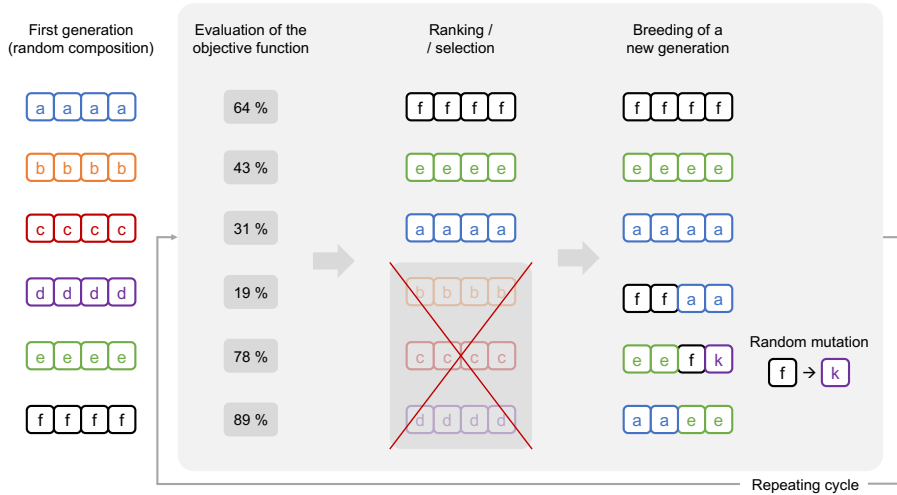 First generation
(random composition)
Evaluation of the
objective function
Ranking /
/ selection
Breeding of a
new generation
a a a a
64 %
f f f f
f f f f
b b b b
43 %
e e e e
e e e e
c c c c
31 %
a a a a
a a a a
d d d d
19 %
b b b b
f f a a
e e e e
78 %
c c c c
e e f k
Random mutation
f → k
f f f f
89 %
d d d d
a a e e
Repeating cycle